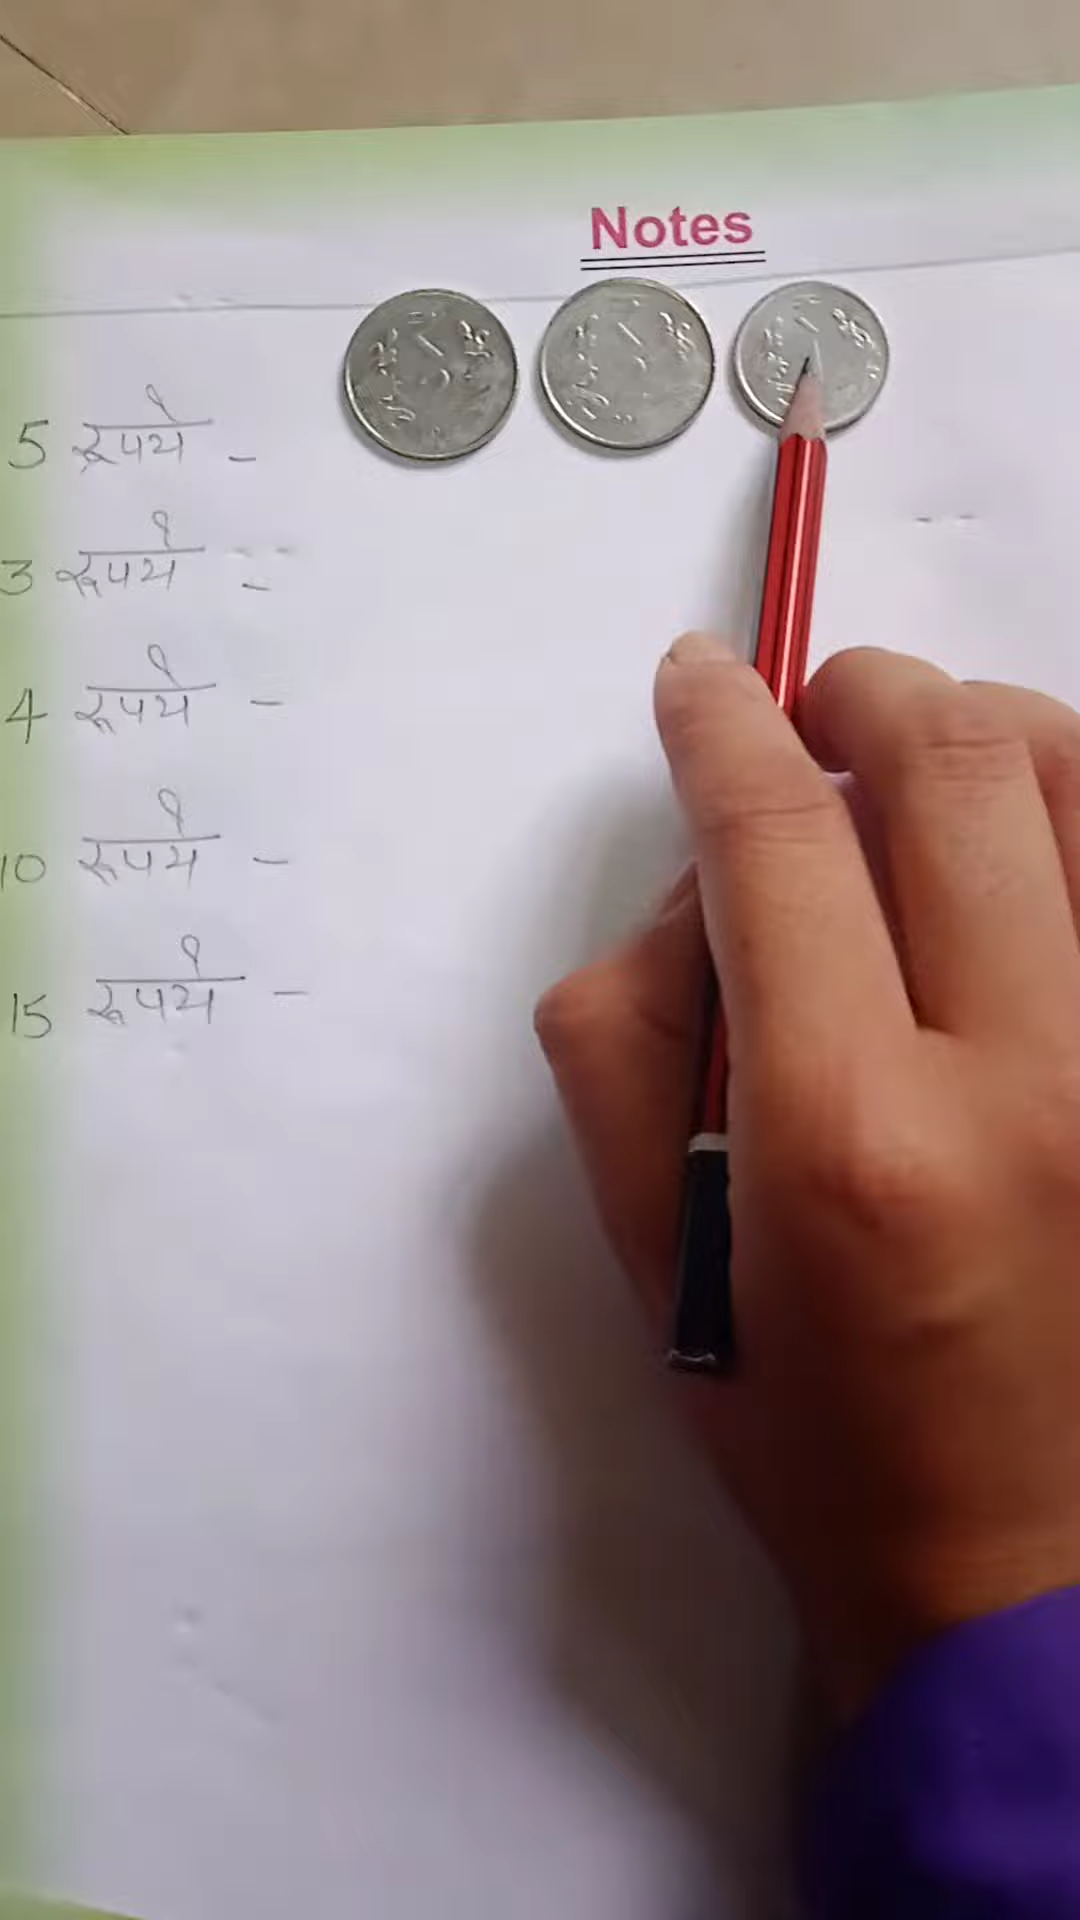 Notes
5 रुपये -
3 रुपये -
4 रुपये -
10 रुपये -
15 रुपये -